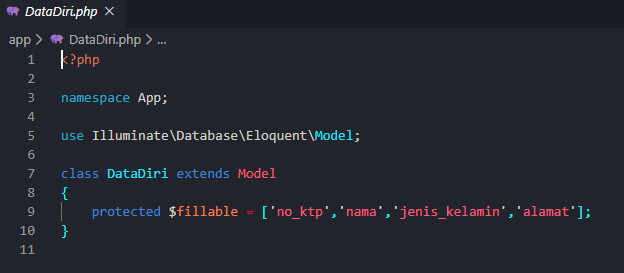 DataDiri.php ×
app > DataDiri.php > ...
1 <?php
2
3 namespace App;
4
5 use Illuminate\Database\Eloquent\Model;
6
7 class DataDiri extends Model
8 {
9 protected $fillable = ['no_ktp','nama','jenis_kelamin','alamat'];
10 }
11